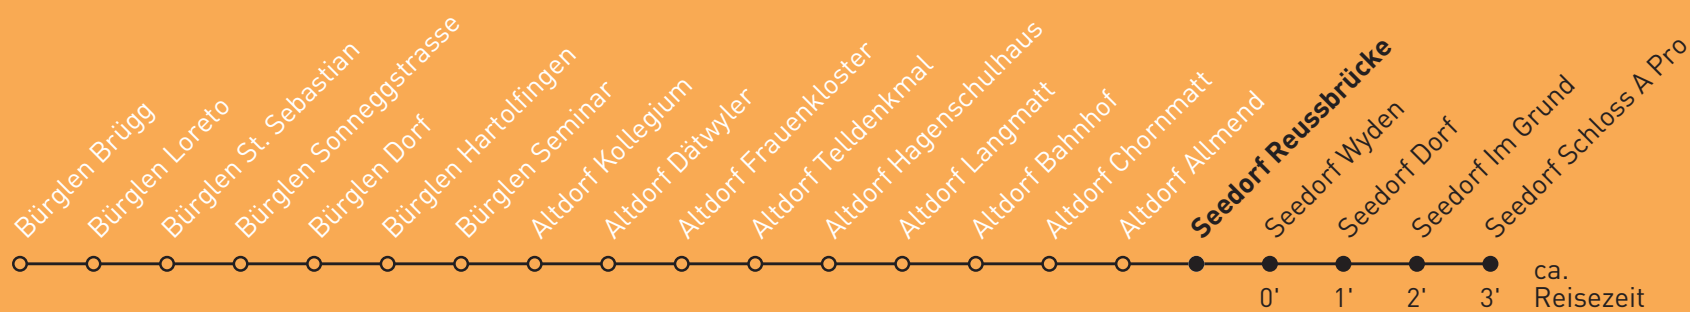 Bürglen Brügg
Bürglen Loreto
Bürglen St. Sebastian
Bürglen Sonneggstrasse
Bürglen Dorf
Bürglen Hartolfingen
Bürglen Seminar
Altdorf Kollegium
Altdorf Dätwyler
Altdorf Frauenkloster
Altdorf Telldenkmal
Altdorf Hagenschulhaus
Altdorf Langmatt
Altdorf Bahnhof
Altdorf Chornmatt
Altdorf Allmend
Seedorf Reussbrücke
Seedorf Wyden
Seedorf Dorf
Seedorf Im Grund
Seedorf Schloss A Pro
0' 1' 2' 3'
ca.
Reisezeit